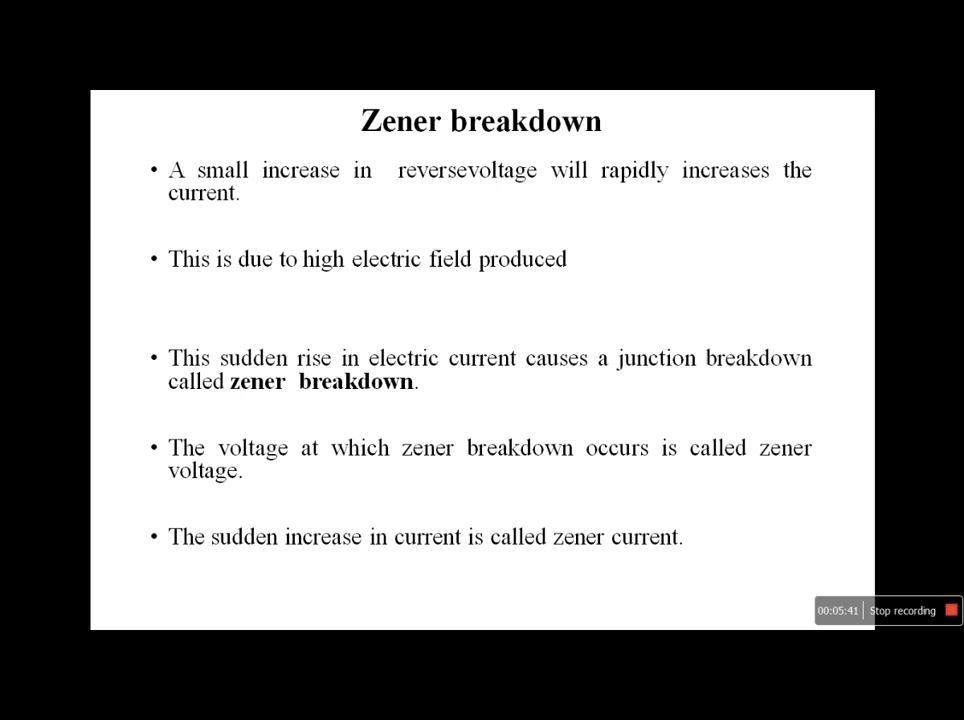 Zener breakdown
• A small increase in reversevoltage will rapidly increases the
current.
• This is due to high electric field produced
• This sudden rise in electric current causes a junction breakdown
called zener breakdown.
• The voltage at which zener breakdown occurs is called zener
voltage.
• The sudden increase in current is called zener current.
00:05:41 Stop recording